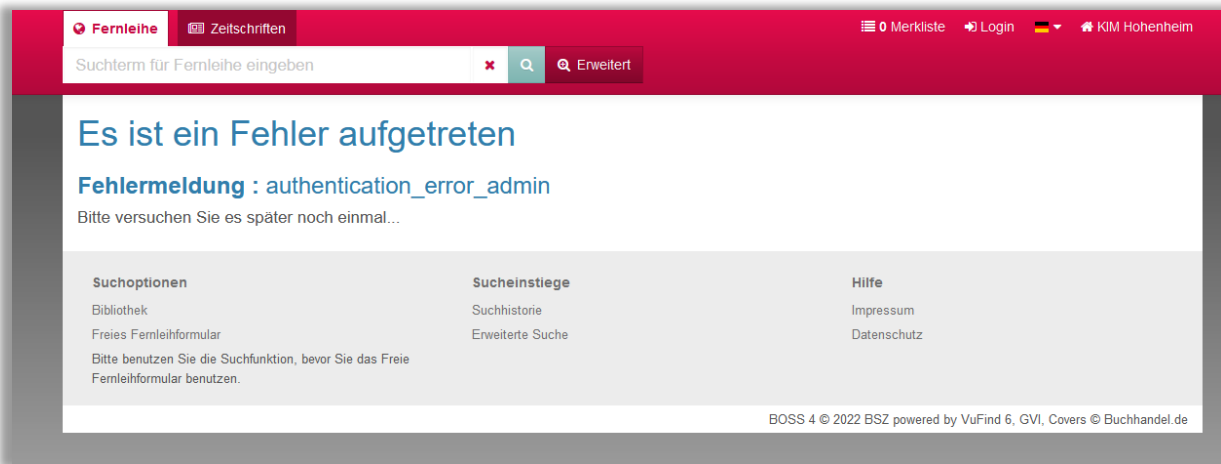 Fernleihe Zeitschriften 0 Merkliste Login KIM Hohenheim
Suchterm für Fernleihe eingeben Erweitert
Es ist ein Fehler aufgetreten
Fehlermeldung : authentication_error_admin
Bitte versuchen Sie es später noch einmal...
Suchoptionen Sucheinstiege Hilfe
Bibliothek Suchhistorie Impressum
Freies Fernleihformular Erweiterte Suche Datenschutz
Bitte benutzen Sie die Suchfunktion, bevor Sie das Freie
Fernleihformular benutzen.
BOSS 4 © 2022 BSZ powered by VuFind 6, GVI, Covers © Buchhandel.de